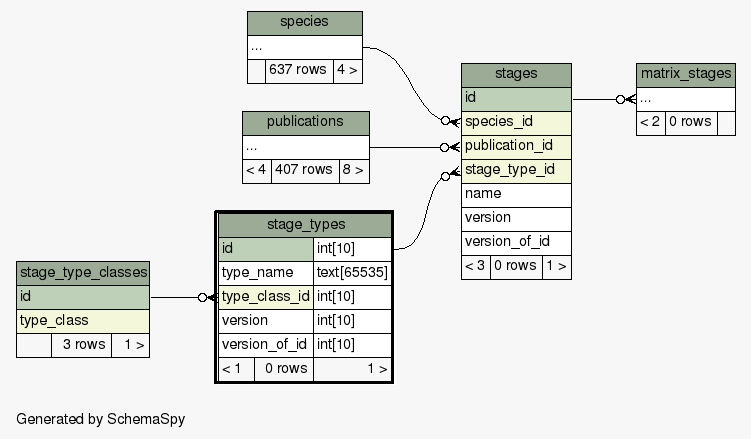 species
...
637 rows 4 >
publications
...
< 4 407 rows 8 >
stages
id
species_id
publication_id
stage_type_id
name
version
version_of_id
< 3 0 rows 1 >
matrix_stages
...
< 2 0 rows
stage_types
id int[10]
type_name text[65535]
type_class_id int[10]
version int[10]
version_of_id int[10]
< 1 0 rows 1 >
stage_type_classes
id
type_class
3 rows 1 >
Generated by SchemaSpy